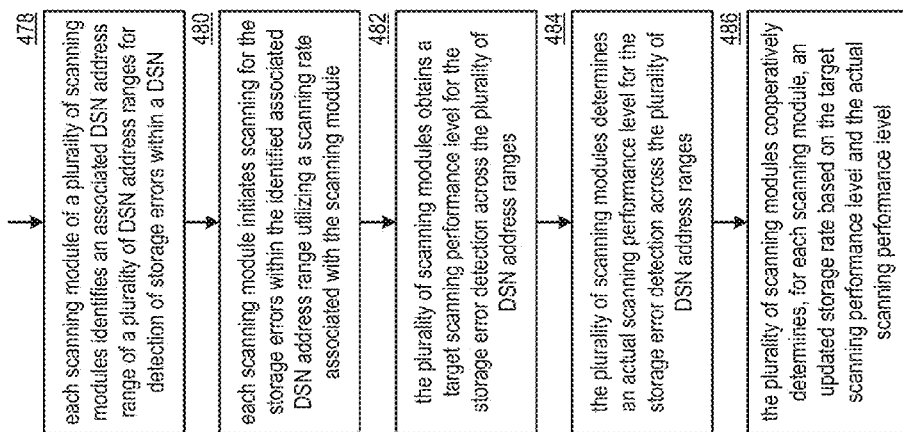 478
each scanning module of a plurality of scanning
modules identifies an associated DSN address
range of a plurality of DSN address ranges for
detection of storage errors within a DSN
480
each scanning module initiates scanning for the
storage errors within the identified associated
DSN address range utilizing a scanning rate
associated with the scanning module
482
the plurality of scanning modules obtains a
target scanning performance level for the
storage error detection across the plurality of
DSN address ranges
484
the plurality of scanning modules determines
an actual scanning performance level for the
storage error detection across the plurality of
DSN address ranges
486
the plurality of scanning modules cooperatively
determines, for each scanning module, an
updated storage rate based on the target
scanning performance level and the actual
scanning performance level